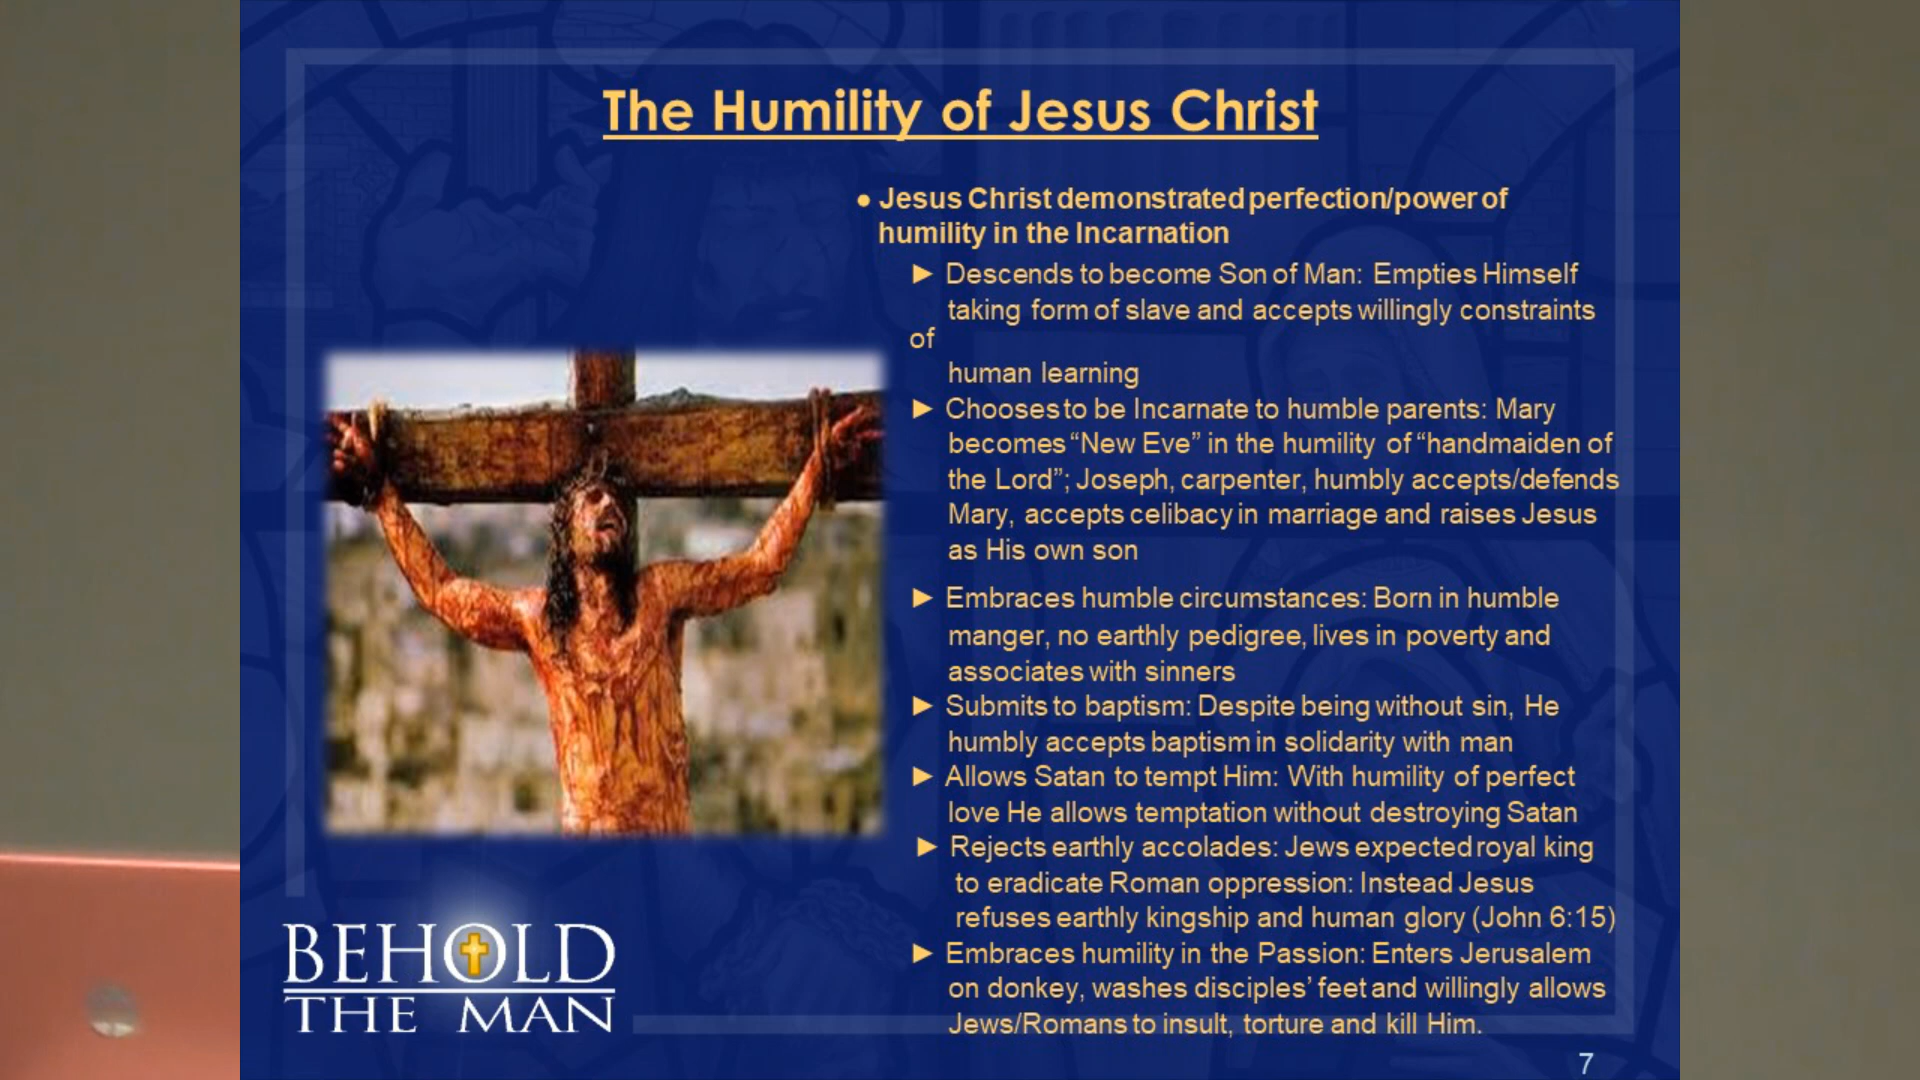 The Humility of Jesus Christ
● Jesus Christ demonstrated perfection/power of
humility in the Incarnation
► Descends to become Son of Man: Empties Himself
taking form of slave and accepts willingly constraints
of
human learning
► Chooses to be Incarnate to humble parents: Mary
becomes “New Eve” in the humility of “handmaiden of
the Lord”; Joseph, carpenter, humbly accepts/defends
Mary, accepts celibacy in marriage and raises Jesus
as His own son
► Embraces humble circumstances: Born in humble
manger, no earthly pedigree, lives in poverty and
associates with sinners
► Submits to baptism: Despite being without sin, He
humbly accepts baptism in solidarity with man
► Allows Satan to tempt Him: With humility of perfect
love He allows temptation without destroying Satan
► Rejects earthly accolades: Jews expected royal king
to eradicate Roman oppression: Instead Jesus
refuses earthly kingship and human glory (John 6:15)
► Embraces humility in the Passion: Enters Jerusalem
on donkey, washes disciples’ feet and willingly allows
Jews/Romans to insult, torture and kill Him.
BEHOLD
THE MAN
7